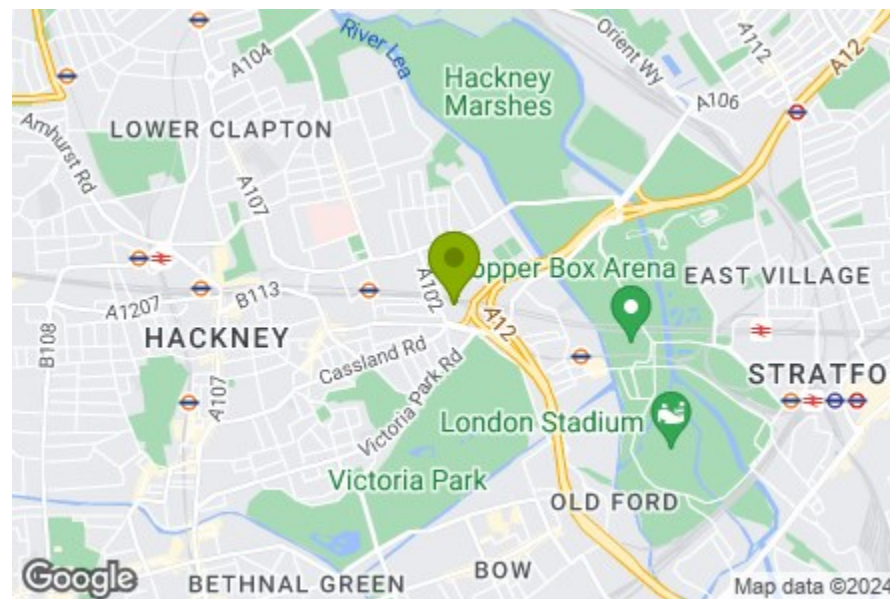 River Lea
Orient Wy
A712
A12
A104
Hackney
Marshes
A106
LOWER CLAPTON
Amhurst Rd
A107
opper Box Arena
EAST VILLAGE
A102
B113
A1207
A12
B108
HACKNEY
Cassland Rd
STRATFO
A107
Victoria Park Rd
London Stadium
Victoria Park
OLD FORD
BOW
Google
BETHNAL GREEN
Map data ©2024